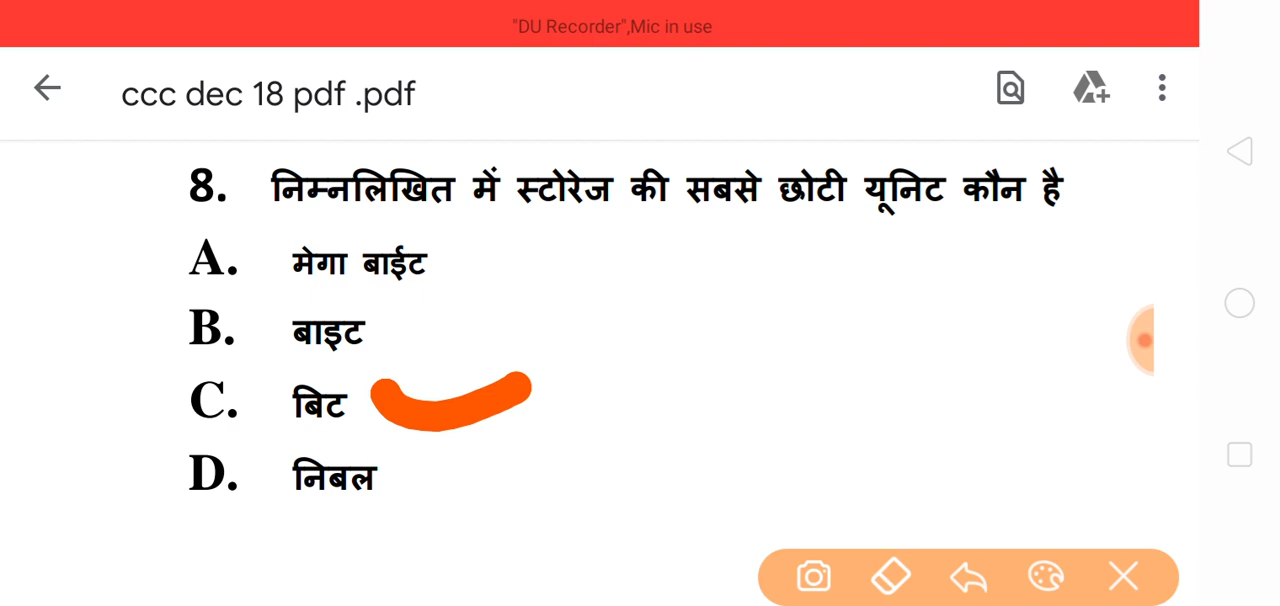 "DU Recorder",Mic in use
ccc dec 18 pdf .pdf
8. निम्नलिखित में स्टोरेज की सबसे छोटी यूनिट कौन है
A. मेगा बाईट
B. बाइट
C. बिट
D. निबल